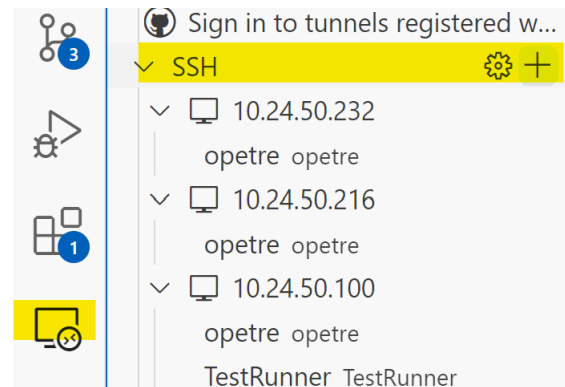 Sign in to tunnels registered w...
3
SSH
10.24.50.232
opetre opetre
10.24.50.216
opetre opetre
1
10.24.50.100
opetre opetre
TestRunner TestRunner